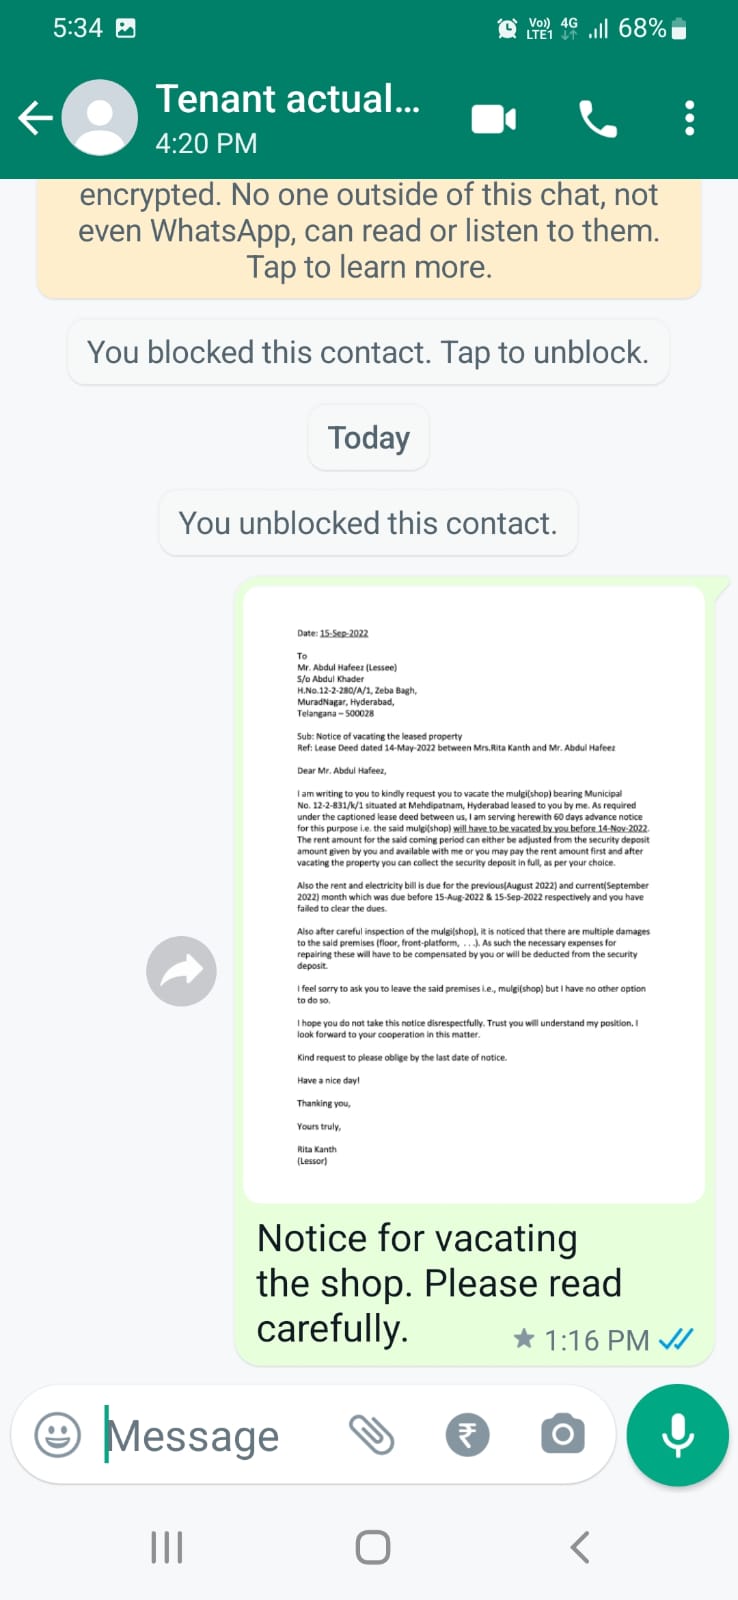 5:34 Vo)) 4G LTE1 68%
Tenant actual...
4:20 PM
encrypted. No one outside of this chat, not
even WhatsApp, can read or listen to them.
Tap to learn more.
You blocked this contact. Tap to unblock.
Today
You unblocked this contact.
Date: 15-Sep-2022
To
Mr. Abdul Hafeez (Lessee)
S/o Abdul Khader
H.No.12-2-280/A/1, Zeba Bagh,
MuradNagar, Hyderabad,
Telangana – 500028
Sub: Notice of vacating the leased property
Ref: Lease Deed dated 14-May-2022 between Mrs.Rita Kanth and Mr. Abdul Hafeez
Dear Mr. Abdul Hafeez,
I am writing to you to kindly request you to vacate the mulgi(shop) bearing Municipal
No. 12-2-831/k/1 situated at Mehdipatnam, Hyderabad leased to you by me. As required
under the captioned lease deed between us, I am serving herewith 60 days advance notice
for this purpose i.e. the said mulgi(shop) will have to be vacated by you before 14-Nov-2022.
The rent amount for the said coming period can either be adjusted from the security deposit
amount given by you and available with me or you may pay the rent amount first and after
vacating the property you can collect the security deposit in full, as per your choice.
Also the rent and electricity bill is due for the previous(August 2022) and current(September
2022) month which was due before 15-Aug-2022 & 15-Sep-2022 respectively and you have
failed to clear the dues.
Also after careful inspection of the mulgi(shop), it is noticed that there are multiple damages
to the said premises (floor, front-platform, . . .). As such the necessary expenses for
repairing these will have to be compensated by you or will be deducted from the security
deposit.
I feel sorry to ask you to leave the said premises i.e., mulgi(shop) but I have no other option
to do so.
I hope you do not take this notice disrespectfully. Trust you will understand my position. I
look forward to your cooperation in this matter.
Kind request to please oblige by the last date of notice.
Have a nice day!
Thanking you,
Yours truly,
Rita Kanth
(Lessor)
Notice for vacating
the shop. Please read
carefully.
1:16 PM
Message